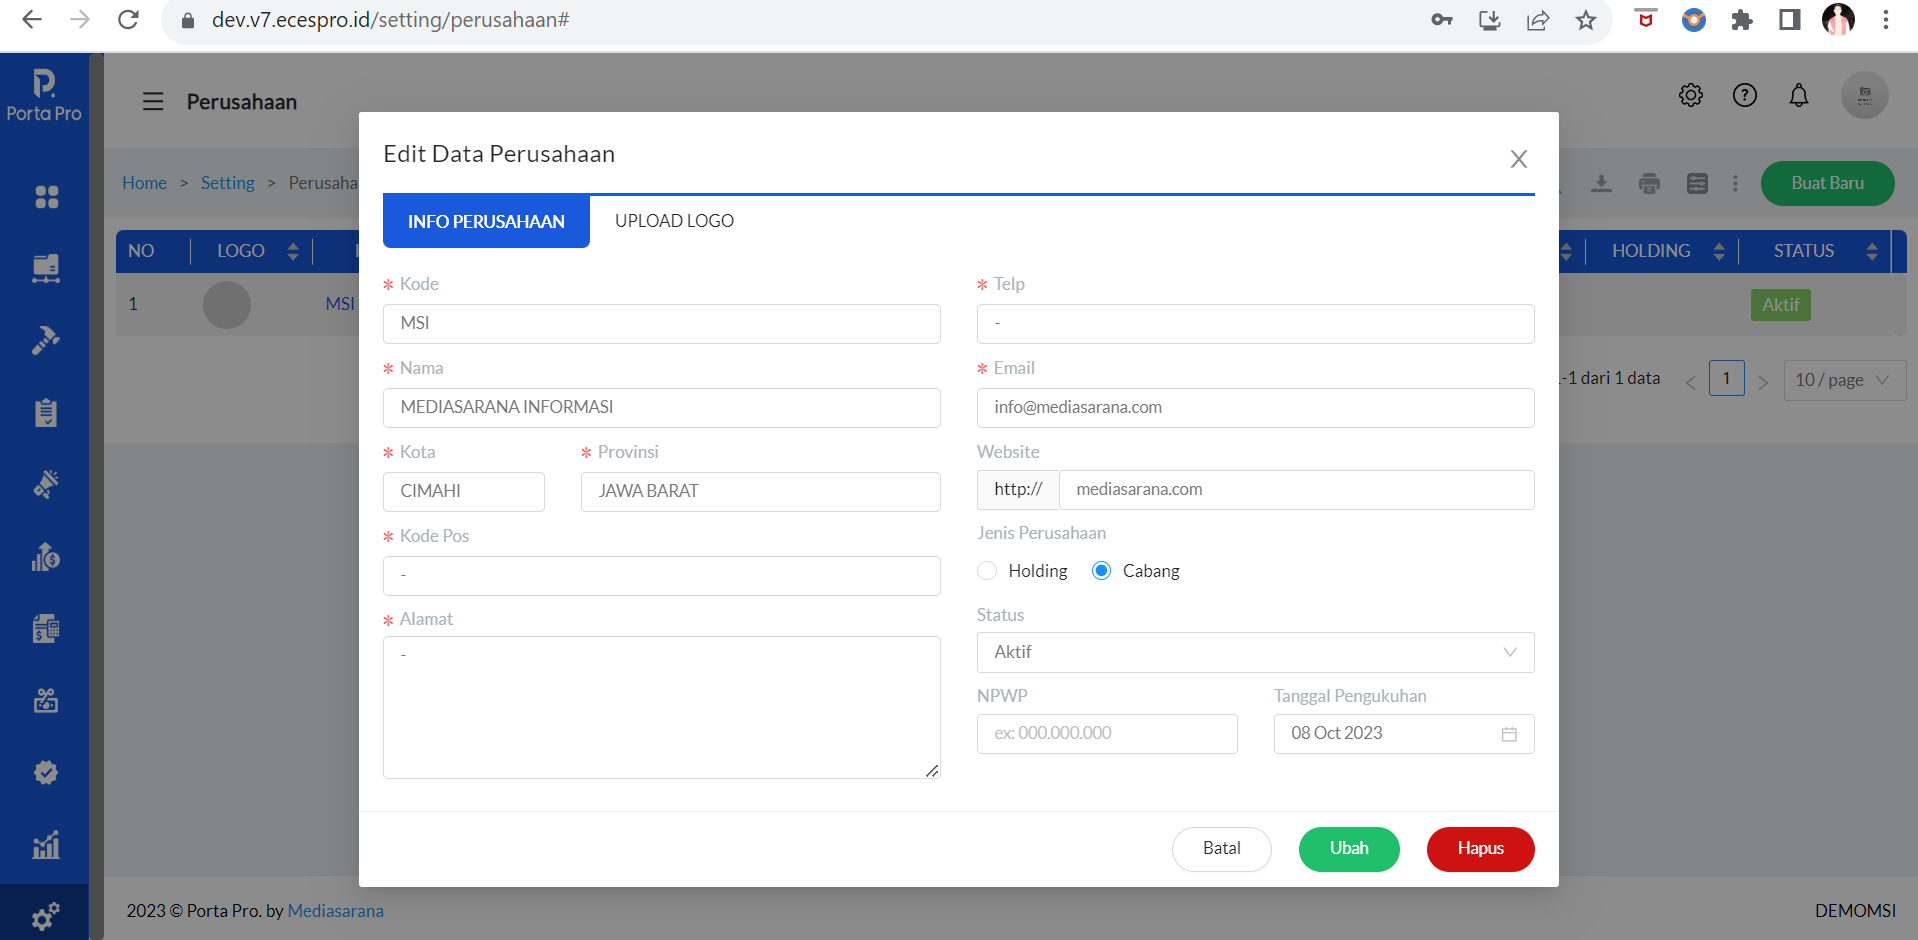 dev.v7.ecespro.id/setting/perusahaan#
Porta Pro
Perusahaan
Home > Setting > Perusaha
Buat Baru
NO LOGO HOLDING STATUS
1 MSI Aktif
-1 dari 1 data 1 10 / page
Edit Data Perusahaan
INFO PERUSAHAAN UPLOAD LOGO
* Kode
MSI
* Nama
MEDIASARANA INFORMASI
* Kota * Provinsi
CIMAHI JAWA BARAT
* Kode Pos
-
* Alamat
-
* Telp
-
* Email
info@mediasarana.com
Website
http:// mediasarana.com
Jenis Perusahaan
Holding Cabang
Status
Aktif
NPWP Tanggal Pengukuhan
ex: 000.000.000 08 Oct 2023
Batal Ubah Hapus
2023 © Porta Pro. by Mediasarana
DEMOMSI